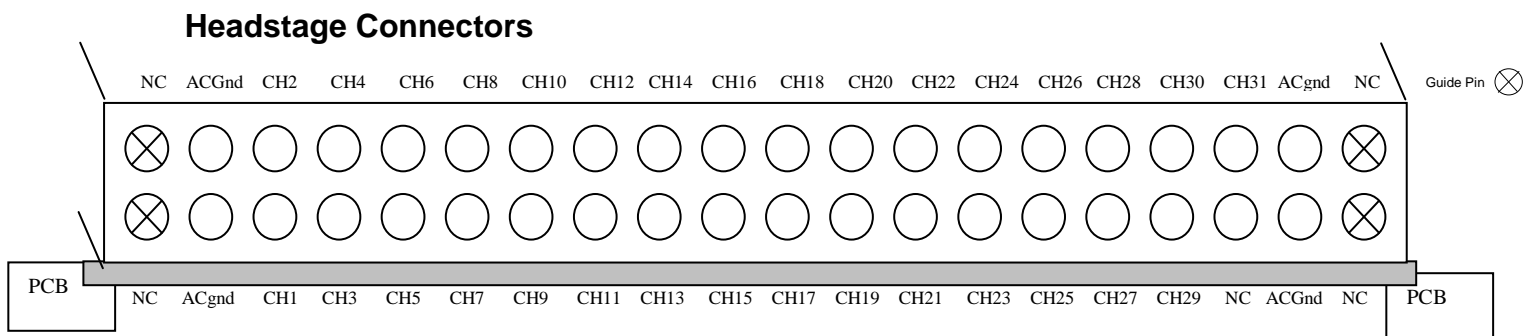 Headstage Connectors
NC ACGnd CH2 CH4 CH6 CH8 CH10 CH12 CH14 CH16 CH18 CH20 CH22 CH24 CH26 CH28 CH30 CH31 ACgnd NC Guide Pin
PCB NC ACgnd CH1 CH3 CH5 CH7 CH9 CH11 CH13 CH15 CH17 CH19 CH21 CH23 CH25 CH27 CH29 NC ACGnd NC PCB